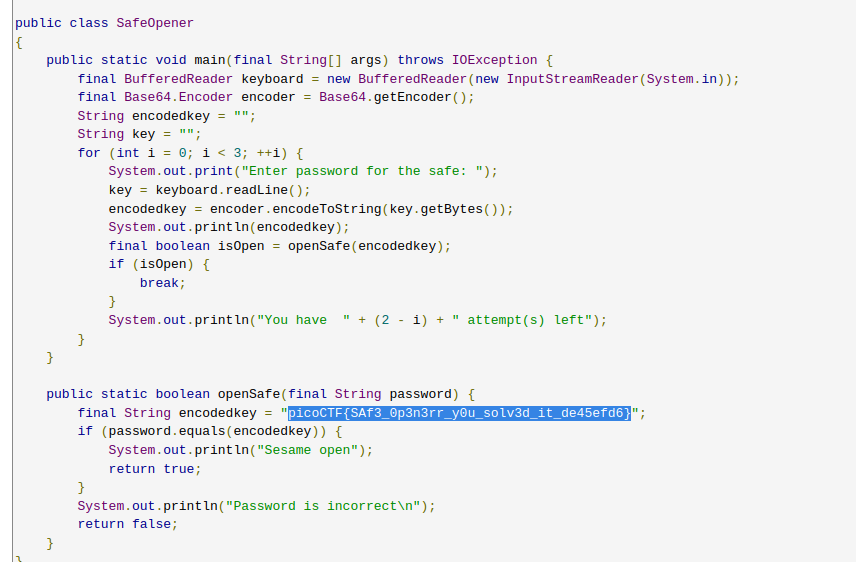 public class SafeOpener
{
    public static void main(final String[] args) throws IOException {
        final BufferedReader keyboard = new BufferedReader(new InputStreamReader(System.in));
        final Base64.Encoder encoder = Base64.getEncoder();
        String encodedkey = "";
        String key = "";
        for (int i = 0; i < 3; ++i) {
            System.out.print("Enter password for the safe: ");
            key = keyboard.readLine();
            encodedkey = encoder.encodeToString(key.getBytes());
            System.out.println(encodedkey);
            final boolean isOpen = openSafe(encodedkey);
            if (isOpen) {
                break;
            }
            System.out.println("You have  " + (2 - i) + " attempt(s) left");
        }
    }

    public static boolean openSafe(final String password) {
        final String encodedkey = "picoCTF{SAf3_0p3n3rr_y0u_solv3d_it_de45efd6}";
        if (password.equals(encodedkey)) {
            System.out.println("Sesame open");
            return true;
        }
        System.out.println("Password is incorrect\n");
        return false;
    }
}